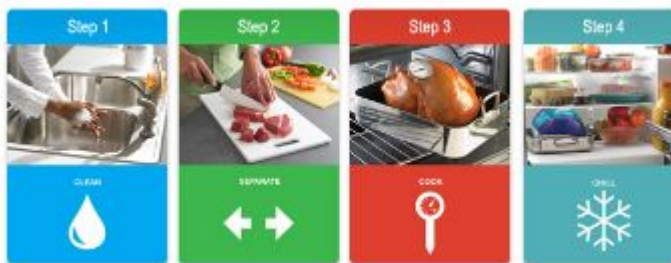 Step 1
Step 2
Step 3
Step 4
CLEAN
SEPARATE
COOK
CHILL